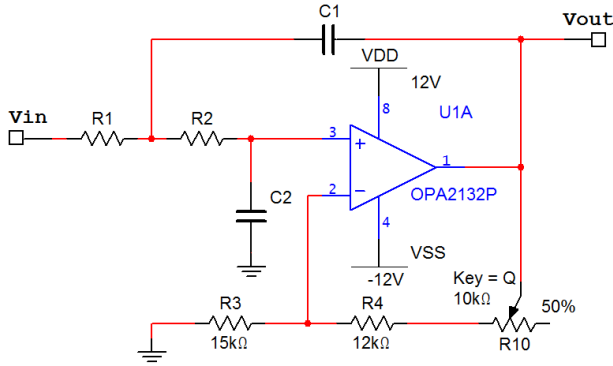 C1
Vout
VDD
12V
Vin
R1
R2
8
U1A
3
+
1
2
−
OPA2132P
C2
4
VSS
-12V
Key = Q
10kΩ
50%
R3
R4
15kΩ
12kΩ
R10